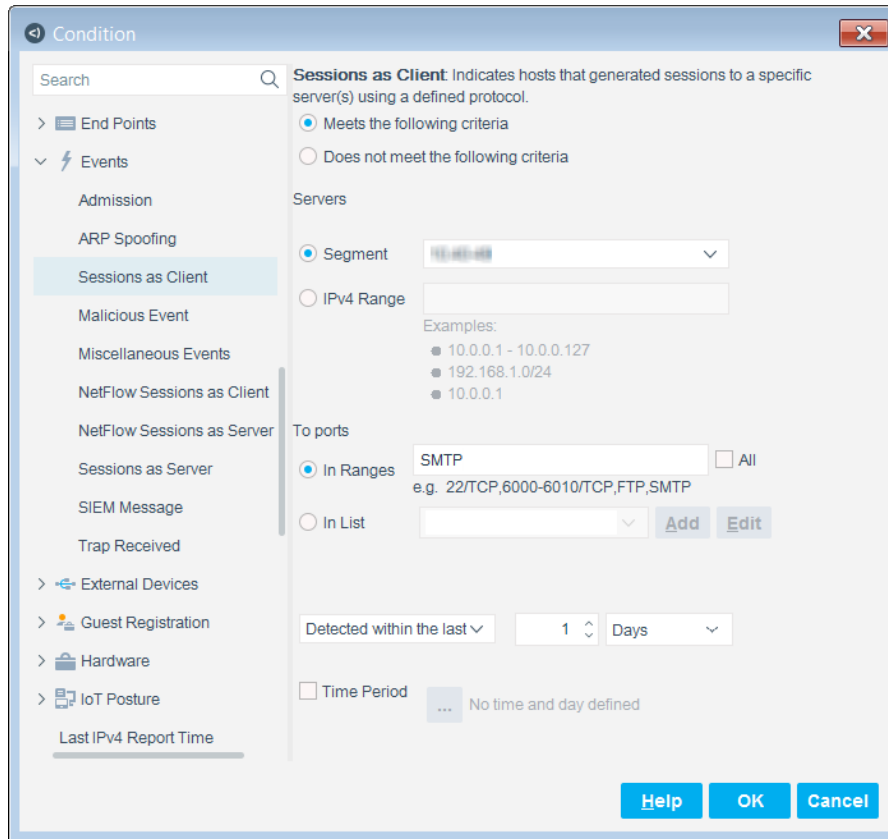 Condition
Search
End Points
Events
Admission
ARP Spoofing
Sessions as Client
Malicious Event
Miscellaneous Events
NetFlow Sessions as Client
NetFlow Sessions as Server
Sessions as Server
SIEM Message
Trap Received
External Devices
Guest Registration
Hardware
IoT Posture
Last IPv4 Report Time
Sessions as Client: Indicates hosts that generated sessions to a specific
server(s) using a defined protocol.
Meets the following criteria
Does not meet the following criteria
Servers
Segment
IPv4 Range
Examples:
10.0.0.1 - 10.0.0.127
192.168.1.0/24
10.0.0.1
To ports
In Ranges SMTP All
e.g. 22/TCP,6000-6010/TCP,FTP,SMTP
In List Add Edit
Detected within the last 1 Days
Time Period ... No time and day defined
Help OK Cancel